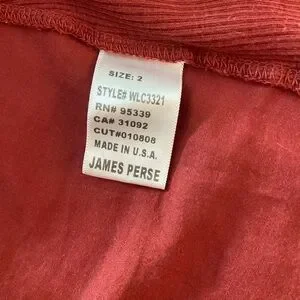 SIZE: 2
STYLE# WLC3321
RN# 95339
CA# 31092
CUT#010808
MADE IN U.S.A.
JAMES PERSE